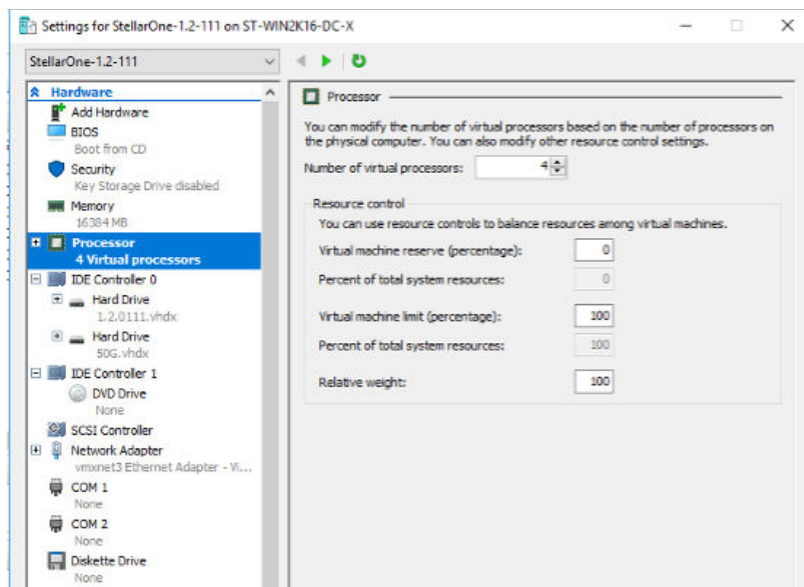 Settings for StellarOne-1.2-111 on ST-WIN2K16-DC-X
StellarOne-1.2-111
Hardware
Add Hardware
BIOS
Boot from CD
Security
Key Storage Drive disabled
Memory
16384 MB
Processor
4 Virtual processors
IDE Controller 0
Hard Drive
1.2.0111.vhdx
Hard Drive
50G.vhdx
IDE Controller 1
DVD Drive
None
SCSI Controller
Network Adapter
vmxnet3 Ethernet Adapter - Vi...
COM 1
None
COM 2
None
Diskette Drive
None
Processor
You can modify the number of virtual processors based on the number of processors on
the physical computer. You can also modify other resource control settings.
Number of virtual processors: 4
Resource control
You can use resource controls to balance resources among virtual machines.
Virtual machine reserve (percentage): 0
Percent of total system resources: 0
Virtual machine limit (percentage): 100
Percent of total system resources: 100
Relative weight: 100